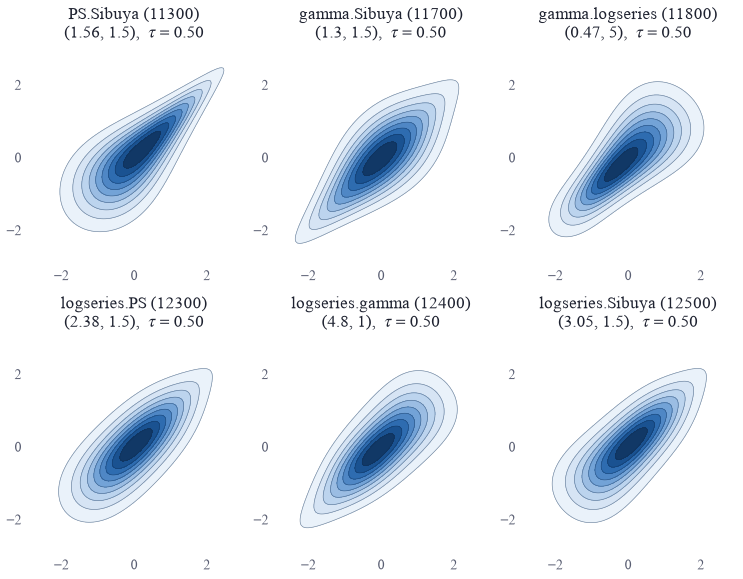 PS.Sibuya (11300)
(1.56, 1.5), τ = 0.50
gamma.Sibuya (11700)
(1.3, 1.5), τ = 0.50
gamma.logseries (11800)
(0.47, 5), τ = 0.50
2
0
−2
−2 0 2
2
0
−2
−2 0 2
2
0
−2
−2 0 2
logseries.PS (12300)
(2.38, 1.5), τ = 0.50
logseries.gamma (12400)
(4.8, 1), τ = 0.50
logseries.Sibuya (12500)
(3.05, 1.5), τ = 0.50
2
0
−2
−2 0 2
2
0
−2
−2 0 2
2
0
−2
−2 0 2